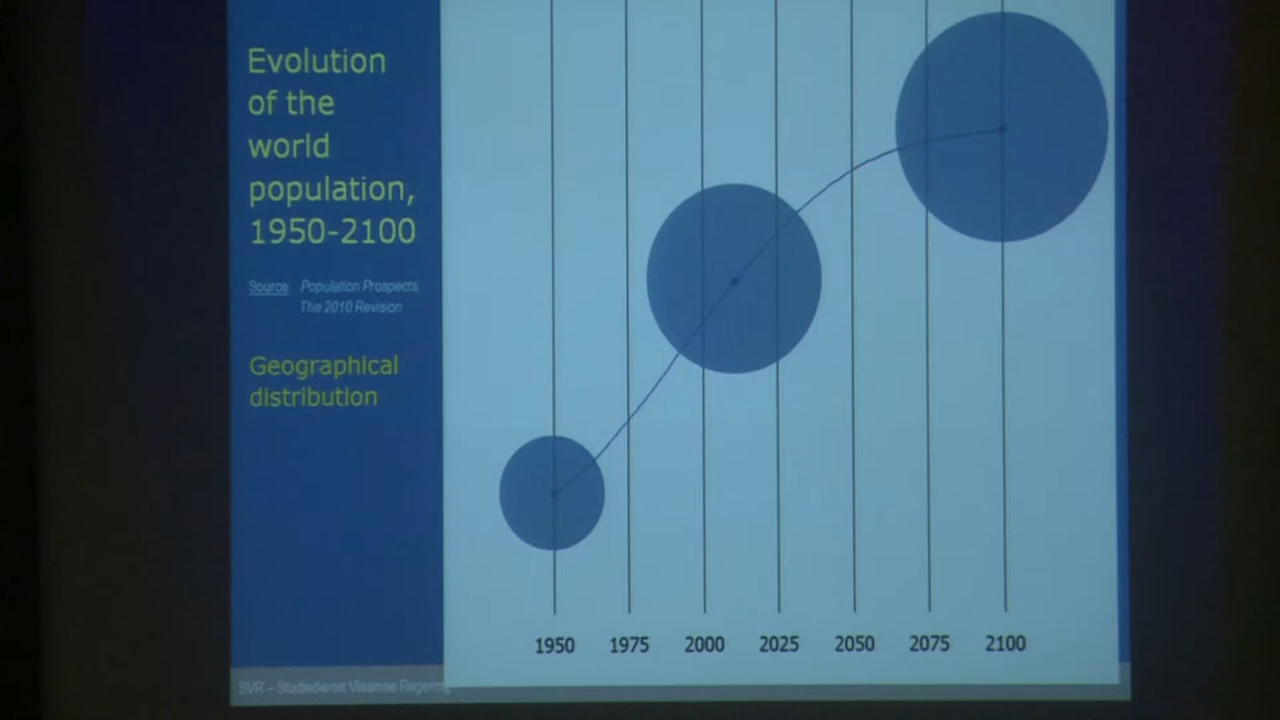 Evolution
of the
world
population,
1950-2100
Source: Population Prospects,
The 2010 Revision
Geographical
distribution
1950 1975 2000 2025 2050 2075 2100
SVR – Studiedienst Vlaamse Regering